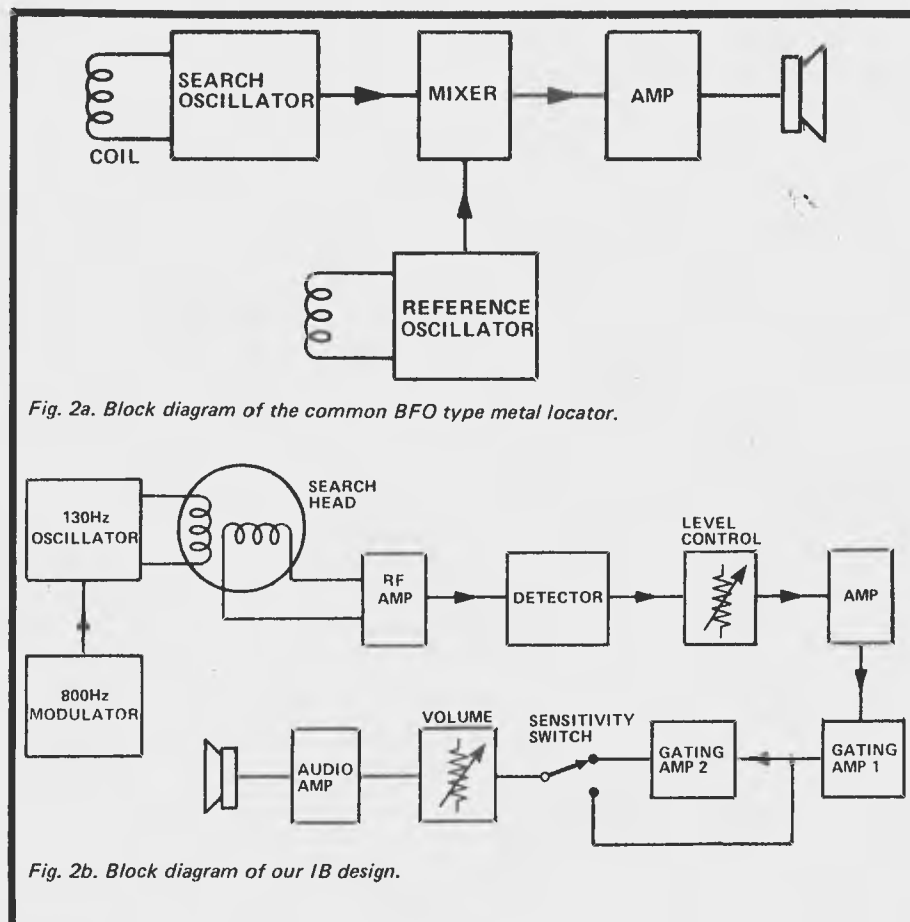 SEARCH
OSCILLATOR
MIXER
AMP
COIL
REFERENCE
OSCILLATOR
Fig. 2a. Block diagram of the common BFO type metal locator.
SEARCH
HEAD
130Hz
OSCILLATOR
LEVEL
CONTROL
RF
AMP
DETECTOR
AMP
800Hz
MODULATOR
VOLUME
SENSITIVITY
SWITCH
AUDIO
AMP
GATING
AMP 2
GATING
AMP 1
Fig. 2b. Block diagram of our IB design.